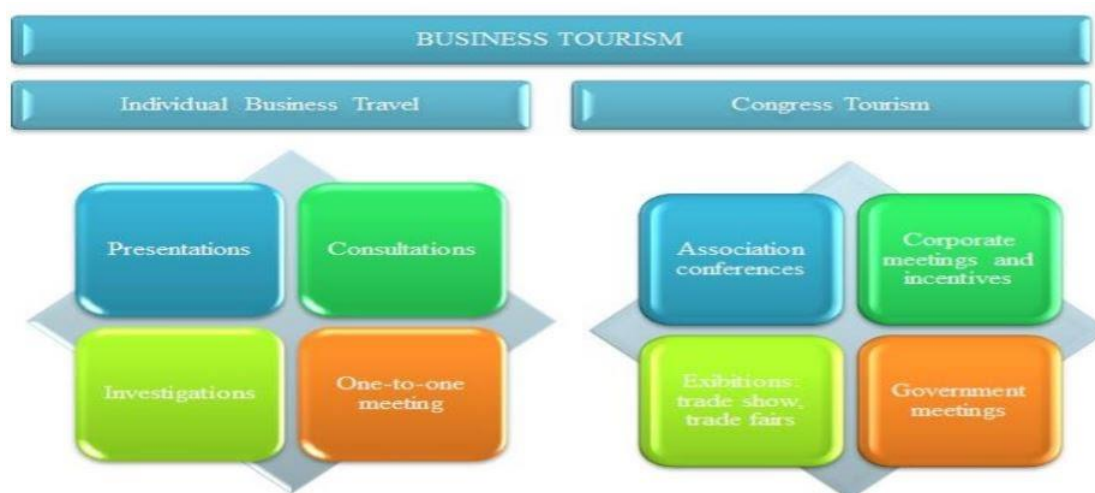 BUSINESS TOURISM
Individual Business Travel
Congress Tourism
Presentations
Consultations
Investigations
One-to-one
meeting
Association
conferences
Corporate
meetings and
incentives
Exibitions:
trade show,
trade fairs
Government
meetings